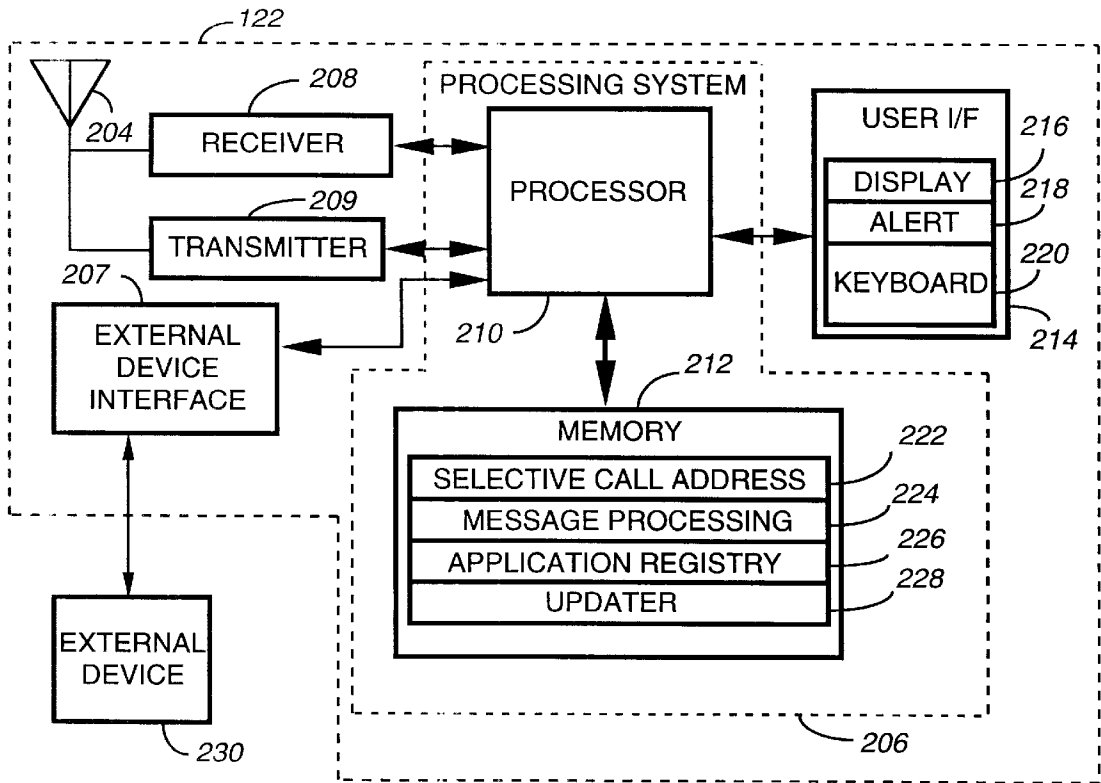 122
204
208
RECEIVER
209
TRANSMITTER
207
EXTERNAL
DEVICE
INTERFACE
EXTERNAL
DEVICE
230
PROCESSING SYSTEM
PROCESSOR
210
USER I/F
DISPLAY
216
ALERT
218
KEYBOARD
220
214
212
MEMORY
SELECTIVE CALL ADDRESS
222
MESSAGE PROCESSING
224
APPLICATION REGISTRY
226
UPDATER
228
206